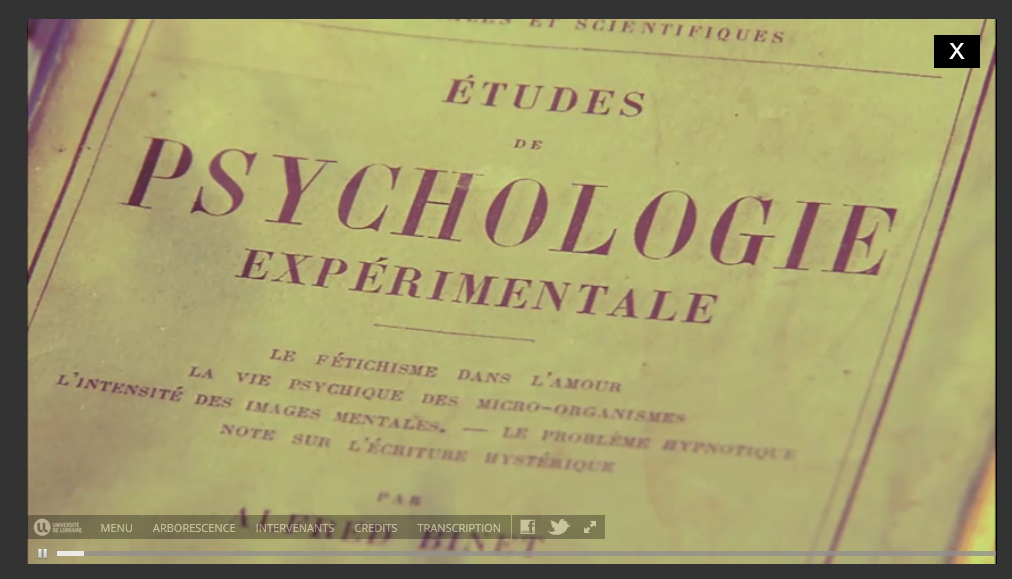 ET SCIENTIFIQUES
X
ÉTUDES
DE
PSYCHOLOGIE
EXPÉRIMENTALE
LE FÉTICHISME DANS L'AMOUR
LA VIE PSYCHIQUE DES MICRO-ORGANISMES
L'INTENSITÉ DES IMAGES MENTALES. — LE PROBLÈME HYPNOTIQUE
NOTE SUR L'ÉCRITURE HYSTÉRIQUE
PAR
ALFRED BINET
UNIVERSITÉ DE LORRAINE
MENU ARBORESCENCE INTERVENANTS CREDITS TRANSCRIPTION